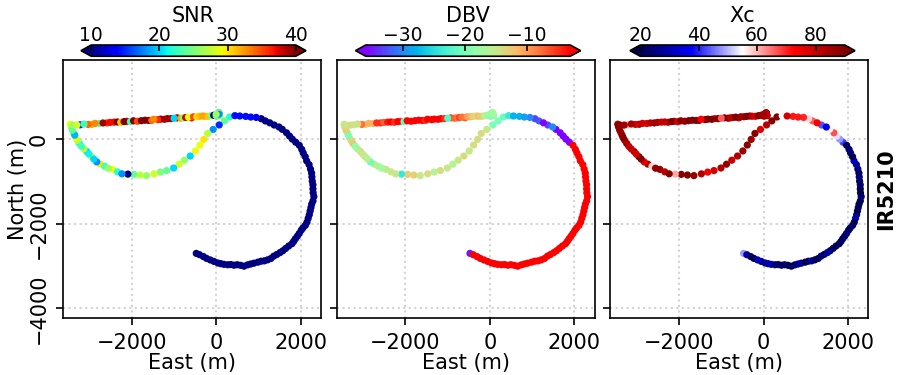 SNR DBV Xc
10 20 30 40 −30 −20 −10 20 40 60 80
0
−2000
−4000
North (m)
IR5210
−2000 0 2000 −2000 0 2000 −2000 0 2000
East (m) East (m) East (m)